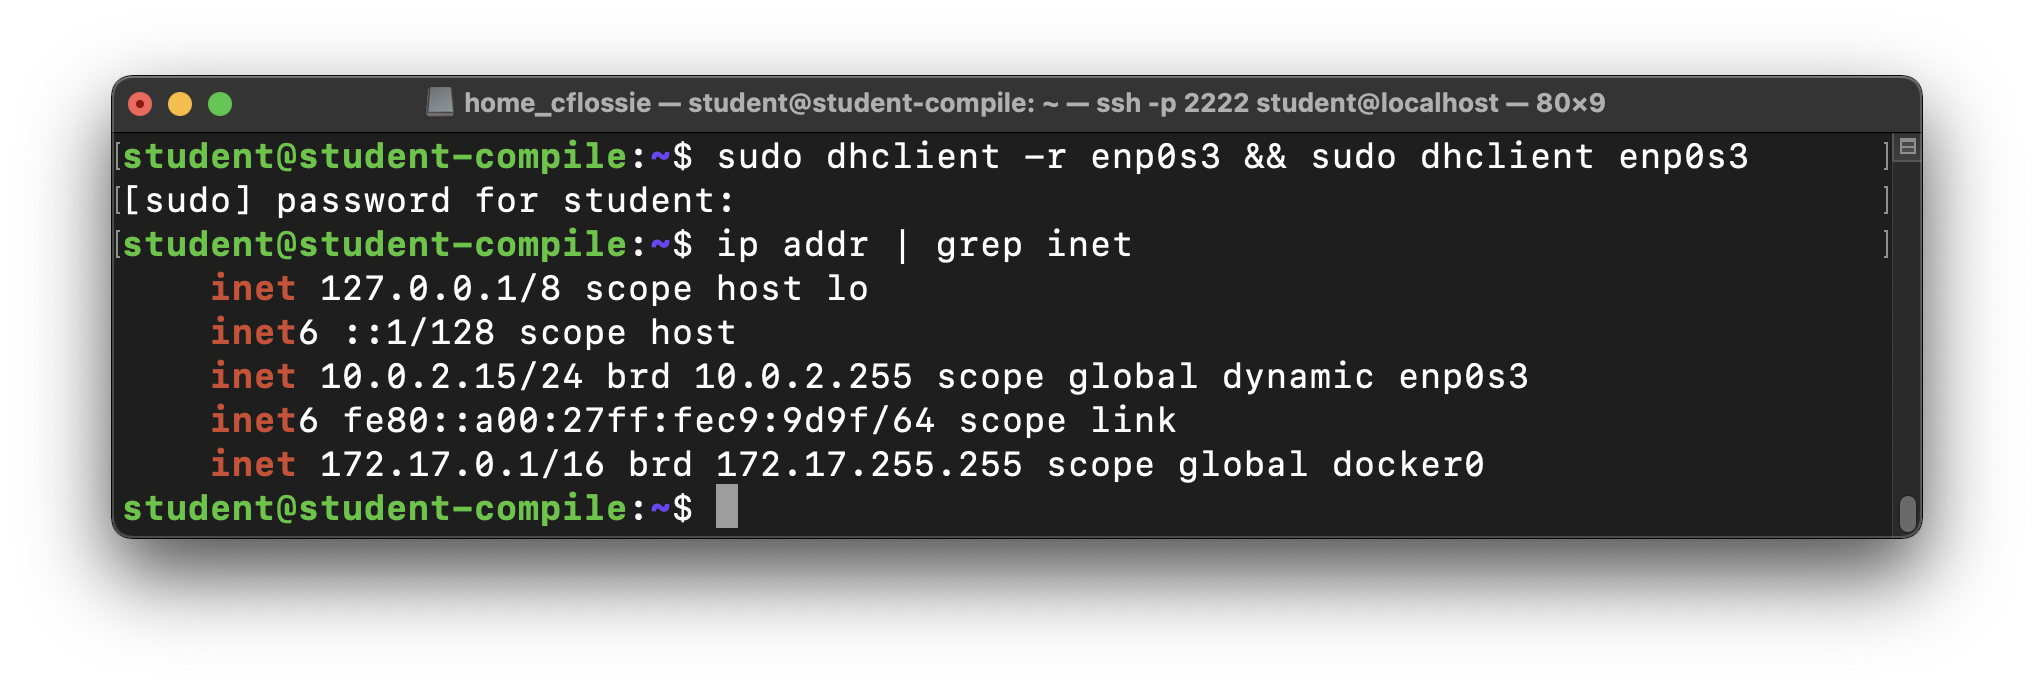 home_cflossie — student@student-compile: ~ — ssh -p 2222 student@localhost — 80×9
student@student-compile:~$ sudo dhclient -r enp0s3 && sudo dhclient enp0s3
[sudo] password for student:
student@student-compile:~$ ip addr | grep inet
    inet 127.0.0.1/8 scope host lo
    inet6 ::1/128 scope host
    inet 10.0.2.15/24 brd 10.0.2.255 scope global dynamic enp0s3
    inet6 fe80::a00:27ff:fec9:9d9f/64 scope link
    inet 172.17.0.1/16 brd 172.17.255.255 scope global docker0
student@student-compile:~$